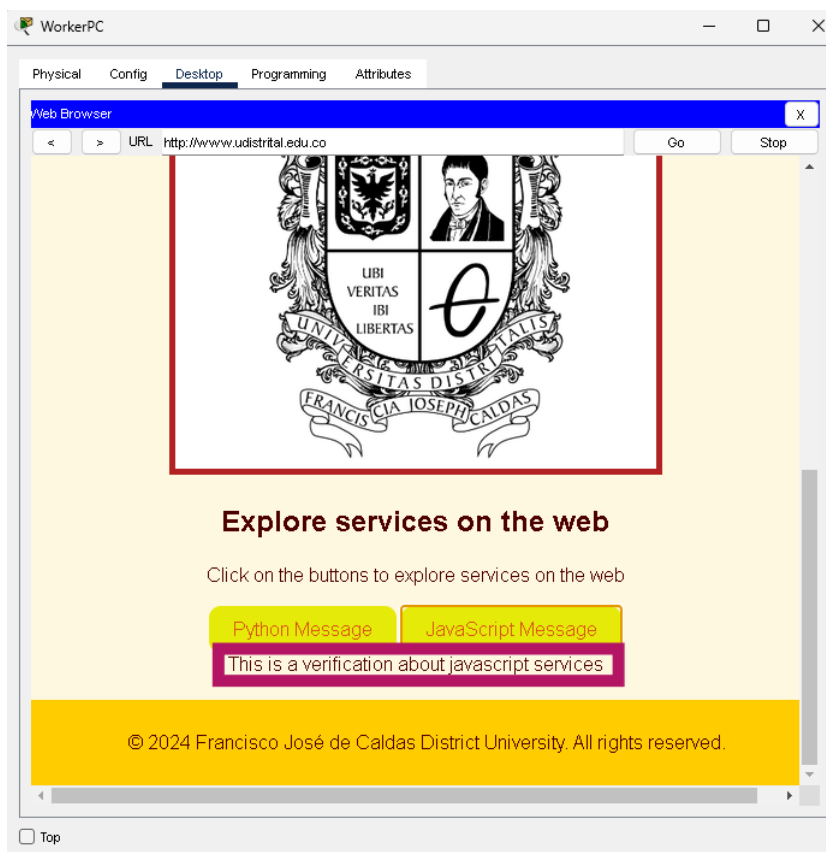 WorkerPC
Physical Config Desktop Programming Attributes
Web Browser X
< > URL http://www.udistrital.edu.co Go Stop
UBI
VERITAS
IBI
LIBERTAS
UNIVERSITAS DISTRITALIS
FRANCISCIA JOSEPH CALDAS
Explore services on the web
Click on the buttons to explore services on the web
Python Message JavaScript Message
This is a verification about javascript services
© 2024 Francisco José de Caldas District University. All rights reserved.
Top